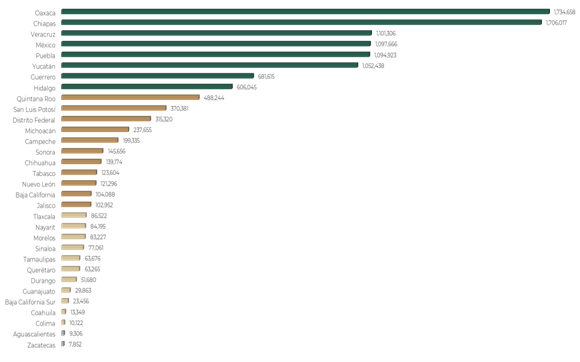 Oaxaca 1,734,658
Chiapas 1,706,017
Veracruz 1,101,306
México 1,097,666
Puebla 1,094,923
Yucatán 1,052,438
Guerrero 681,615
Hidalgo 606,045
Quintana Roo 488,244
San Luis Potosí 370,381
Distrito Federal 315,320
Michoacán 237,655
Campeche 199,335
Sonora 145,656
Chihuahua 139,174
Tabasco 123,604
Nuevo León 121,296
Baja California 104,088
Jalisco 102,952
Tlaxcala 86,522
Nayarit 84,195
Morelos 83,227
Sinaloa 77,061
Tamaulipas 63,676
Querétaro 63,265
Durango 51,680
Guanajuato 29,863
Baja California Sur 23,456
Coahuila 13,349
Colima 10,122
Aguascalientes 9,306
Zacatecas 7,852